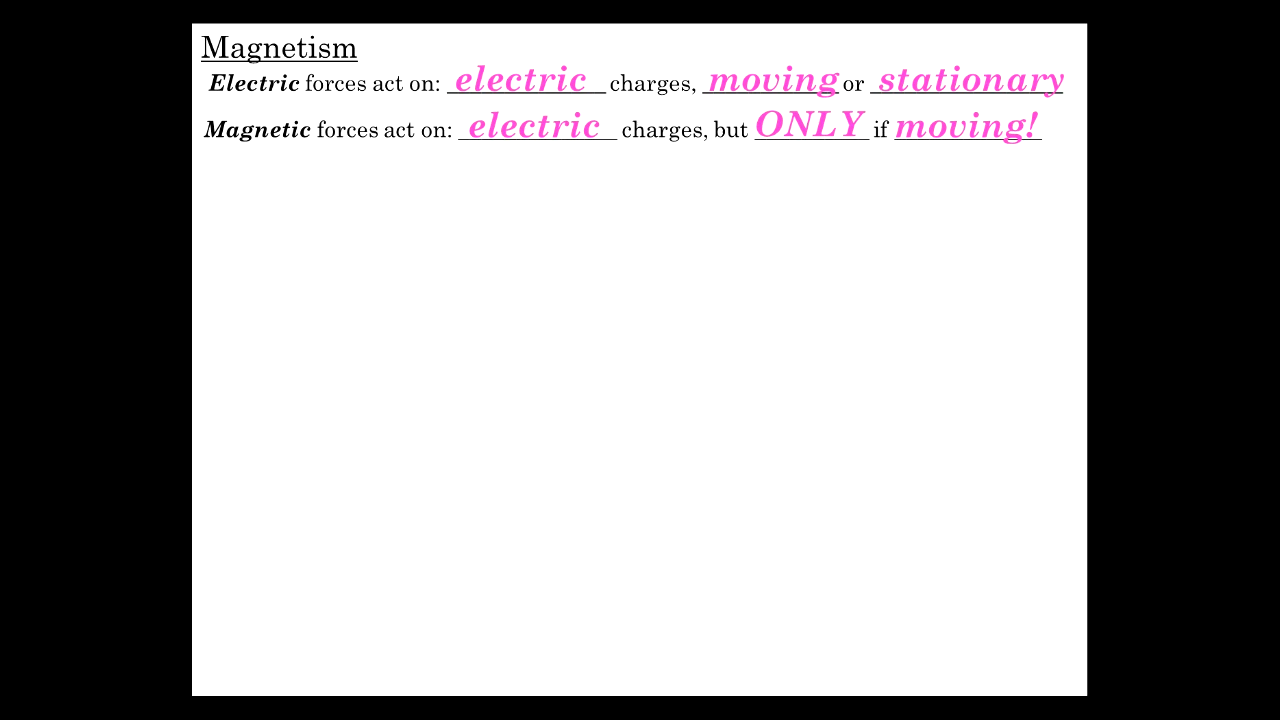 Magnetism
Electric forces act on: electric charges, moving or stationary
Magnetic forces act on: electric charges, but ONLY if moving!